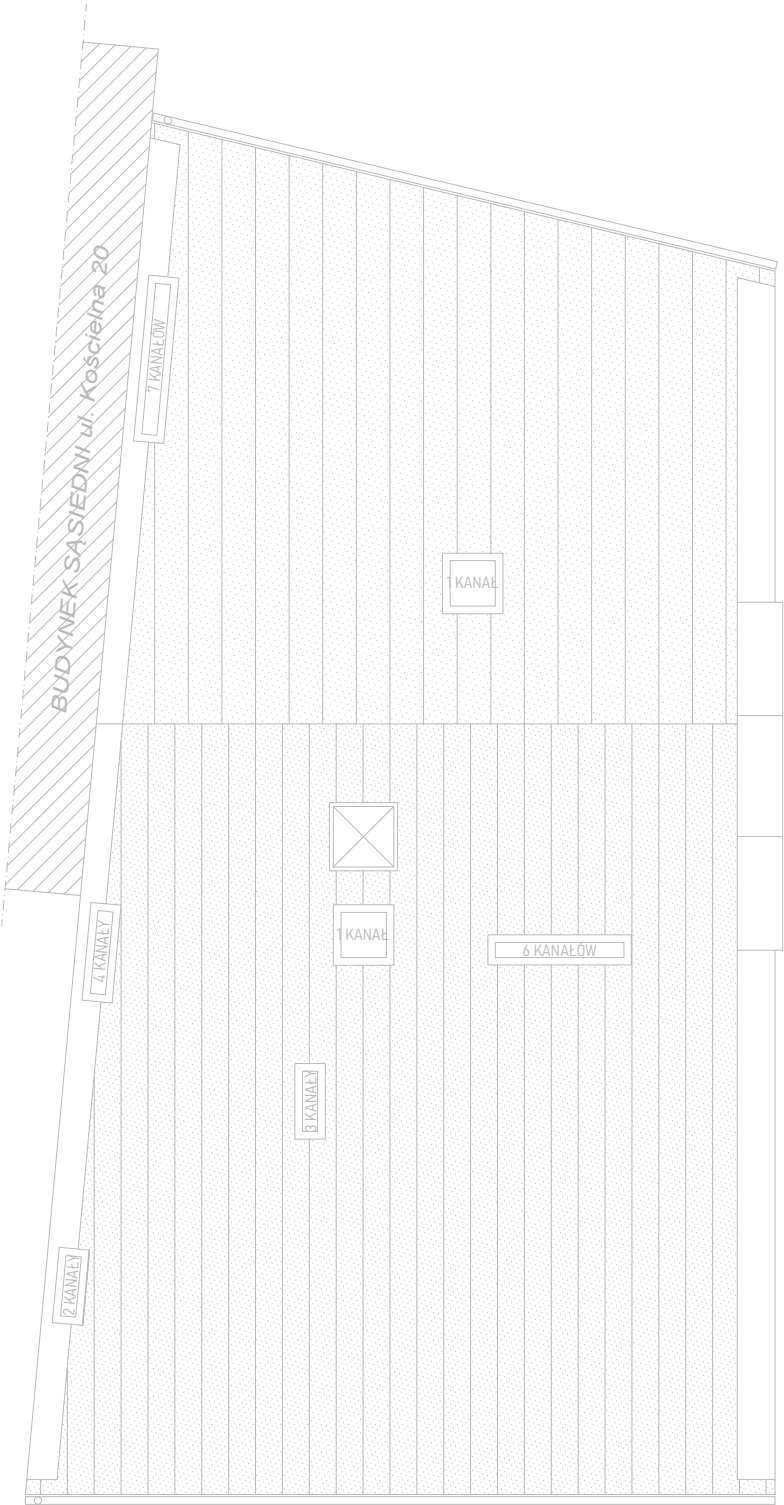 BUDYNEK SĄSIEDNI ul. Kościelna 20
7 KANAŁÓW
1 KANAŁ
1 KANAŁ
6 KANAŁÓW
4 KANAŁY
3 KANAŁY
2 KANAŁY